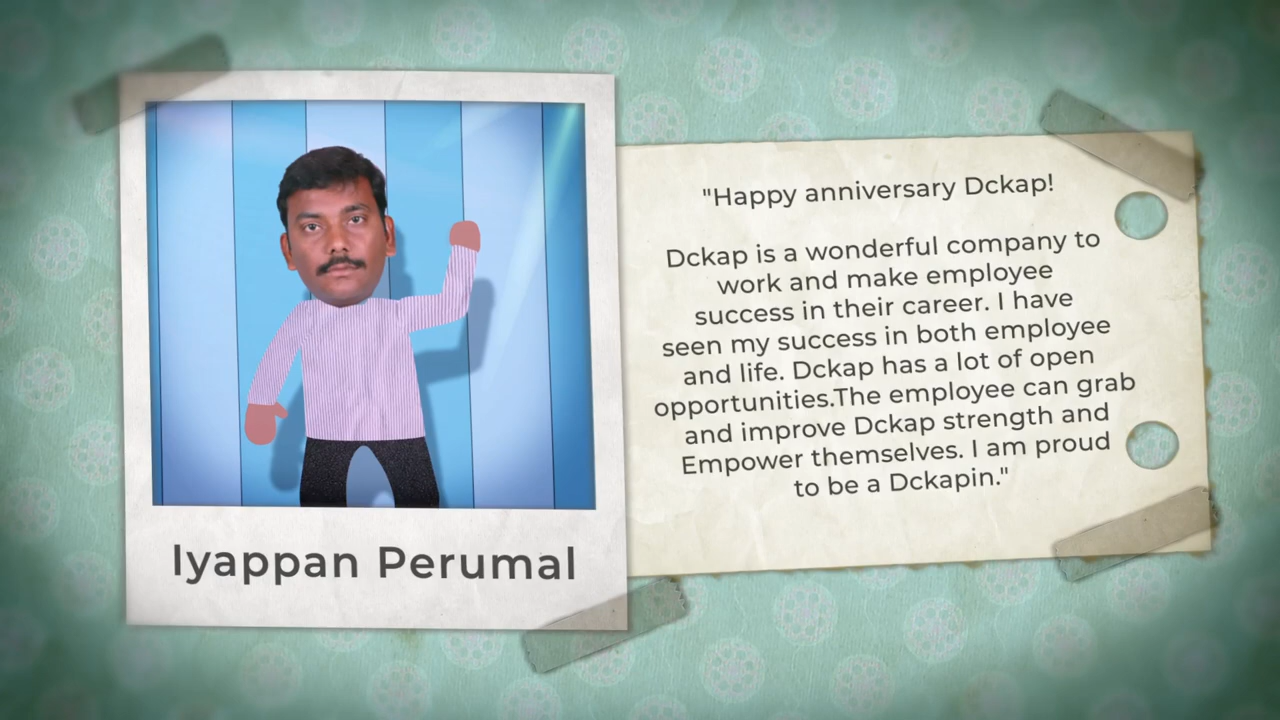 Iyappan Perumal
"Happy anniversary Dckap!
Dckap is a wonderful company to
work and make employee
success in their career. I have
seen my success in both employee
and life. Dckap has a lot of open
opportunities.The employee can grab
and improve Dckap strength and
Empower themselves. I am proud
to be a Dckapin."